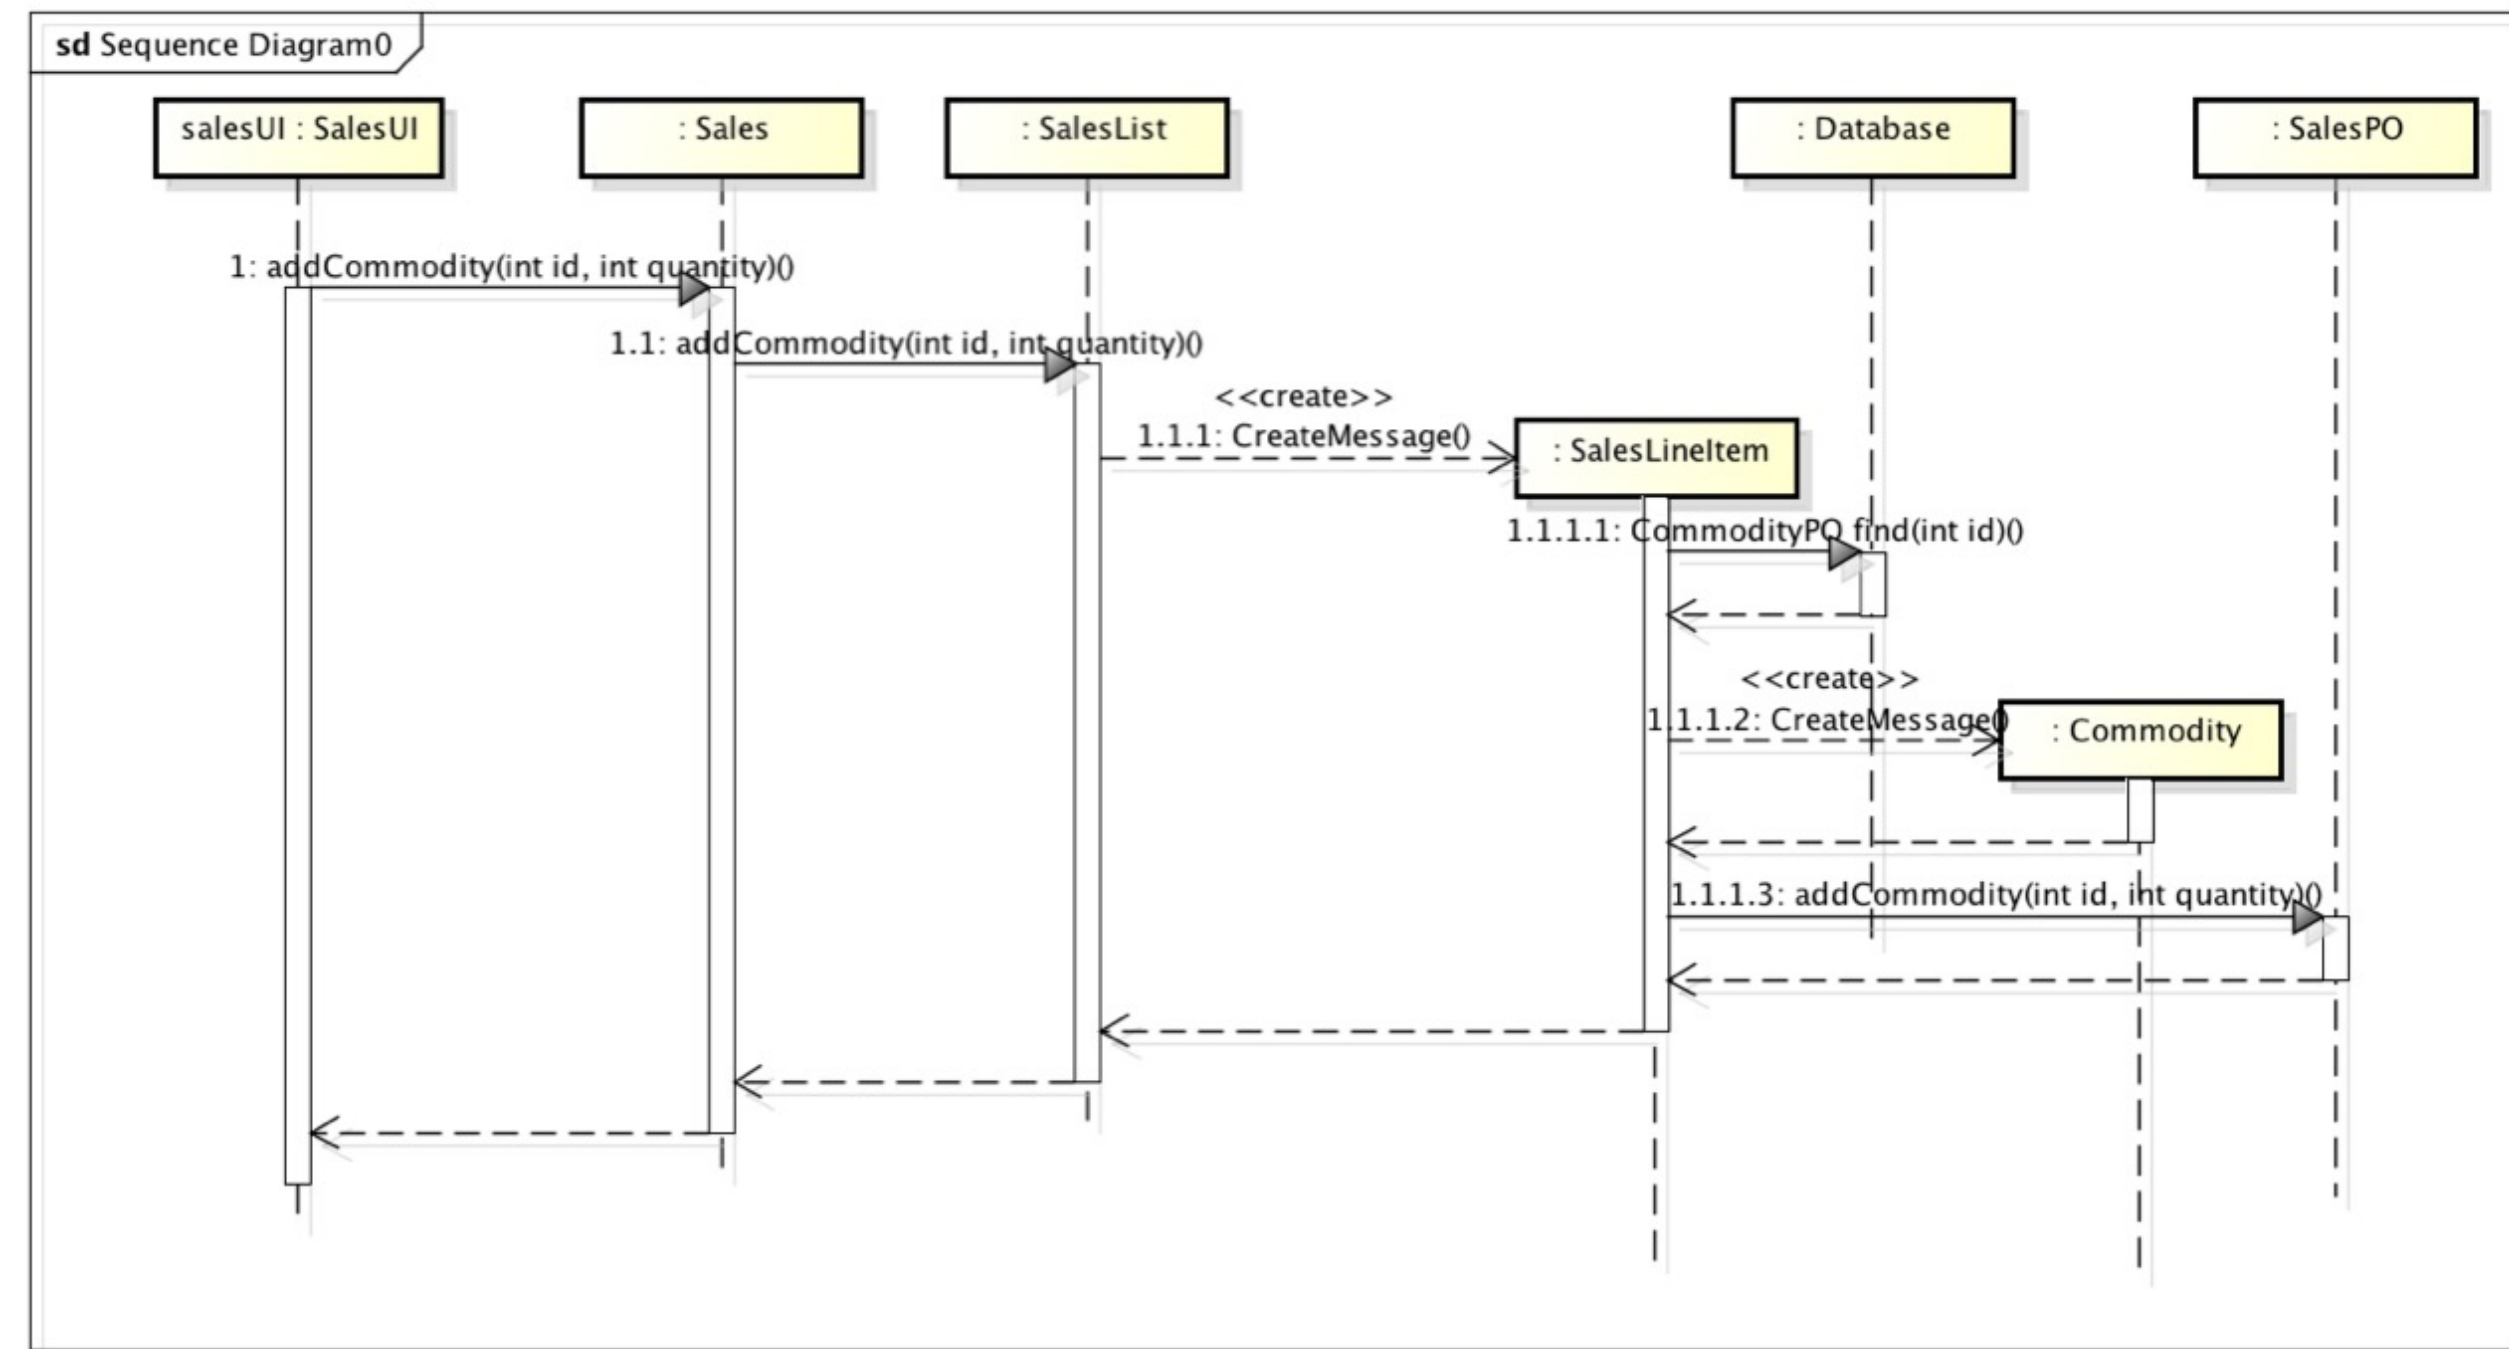 sd Sequence Diagram0
salesUI : SalesUI
: Sales
: SalesList
: Database
: SalesPO
1: addCommodity(int id, int quantity)()
1.1: addCommodity(int id, int quantity)()
<<create>>
1.1.1: CreateMessage()
: SalesLineItem
1.1.1.1: CommodityPO find(int id)()
<<create>>
1.1.1.2: CreateMessage()
: Commodity
1.1.1.3: addCommodity(int id, int quantity)()